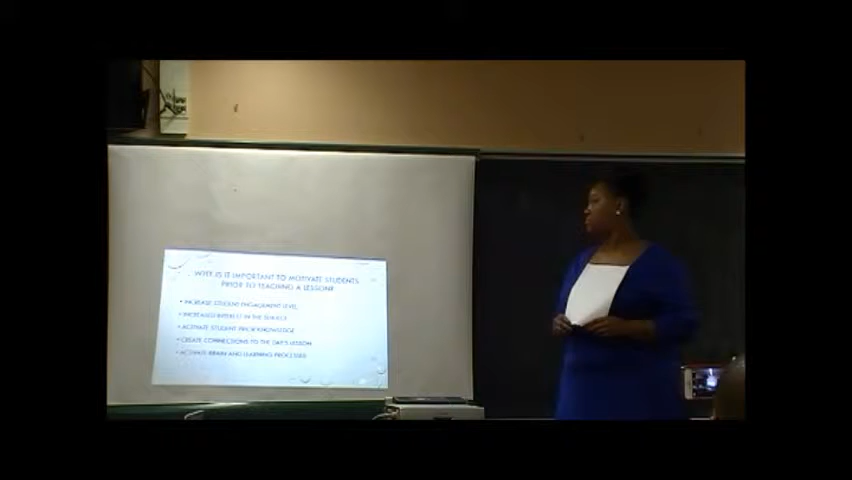 WHY IS IT IMPORTANT TO MOTIVATE STUDENTS
PRIOR TO TEACHING A LESSON?
• INCREASE STUDENT ENGAGEMENT LEVEL
• INCREASED INTEREST IN THE SUBJECT
• ACTIVATE STUDENT PRIOR KNOWLEDGE
• CREATE CONNECTIONS TO THE DAY'S LESSON
• ACTIVATE BRAIN AND LEARNING PROCESSES